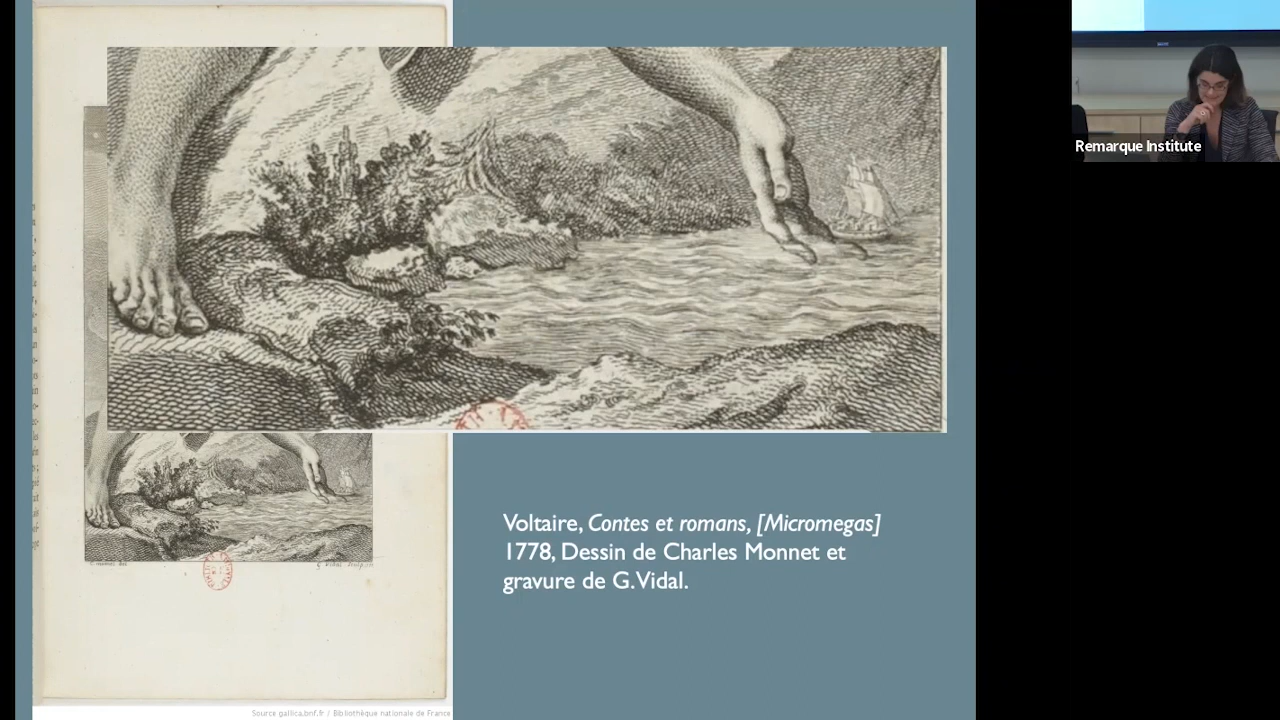 Remarque Institute
Voltaire, Contes et romans, [Micromegas]
1778, Dessin de Charles Monnet et
gravure de G. Vidal.
Source gallica.bnf.fr / Bibliothèque nationale de France